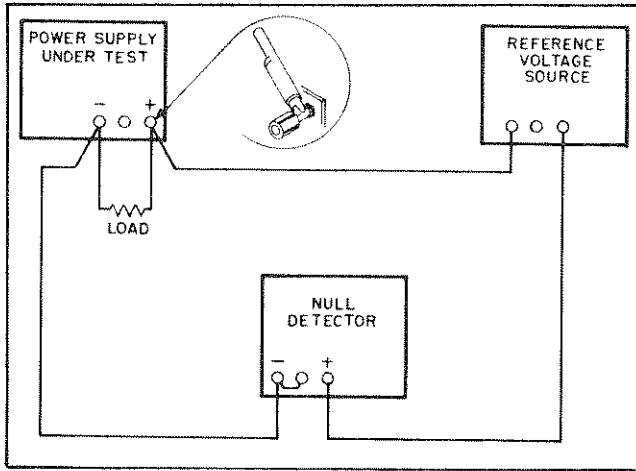 POWER SUPPLY
UNDER TEST
- +
REFERENCE
VOLTAGE
SOURCE
LOAD
NULL
DETECTOR
- +